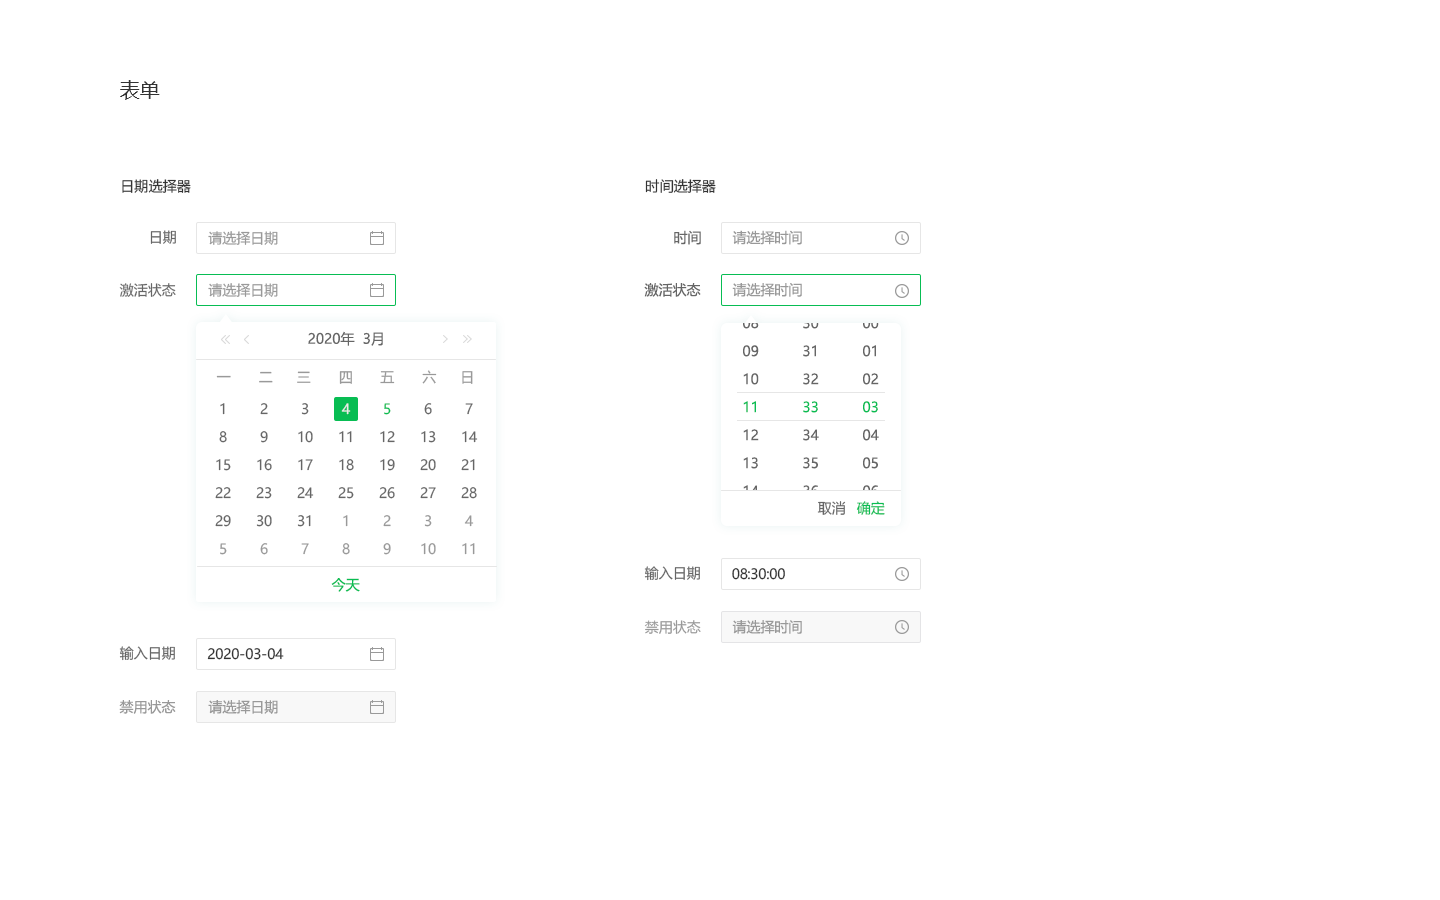 表单
日期选择器
日期 请选择日期
激活状态 请选择日期
2020年 3月
一 二 三 四 五 六 日
1 2 3 4 5 6 7
8 9 10 11 12 13 14
15 16 17 18 19 20 21
22 23 24 25 26 27 28
29 30 31 1 2 3 4
5 6 7 8 9 10 11
今天
输入日期 2020-03-04
禁用状态 请选择日期
时间选择器
时间 请选择时间
激活状态 请选择时间
08 30 00
09 31 01
10 32 02
11 33 03
12 34 04
13 35 05
14 36 06
取消 确定
输入日期 08:30:00
禁用状态 请选择时间